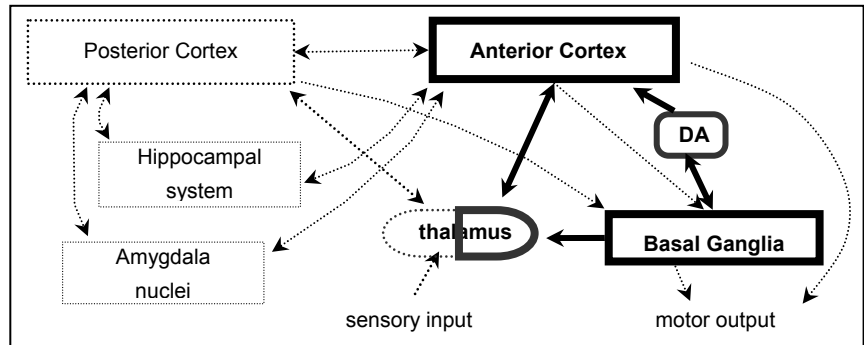 Posterior Cortex
Anterior Cortex
DA
Hippocampal
system
thalamus
Basal Ganglia
Amygdala
nuclei
sensory input
motor output